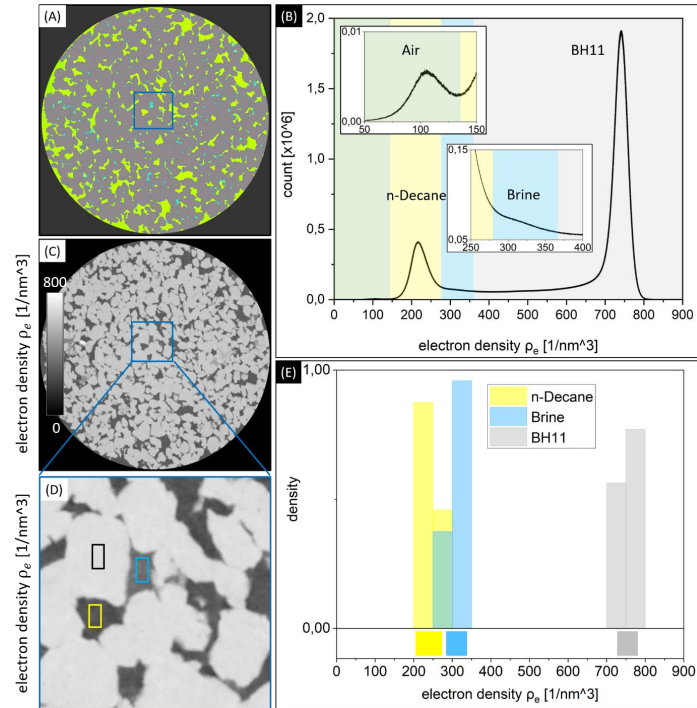 (A)
(B)
2,0
1,5
1,0
0,5
0,0
count [x10^6]
0,01
0,00
Air
50
100
150
n-Decane
0,15
0,05
Brine
250
300
350
400
BH11
0 100 200 300 400 500 600 700 800 900
electron density ρₑ [1/nm^3]
(C)
800
0
electron density ρₑ [1/nm^3]
(D)
electron density ρₑ [1/nm^3]
(E)
1,00
0,00
density
n-Decane
Brine
BH11
0 100 200 300 400 500 600 700 800 900
electron density ρₑ [1/nm^3]